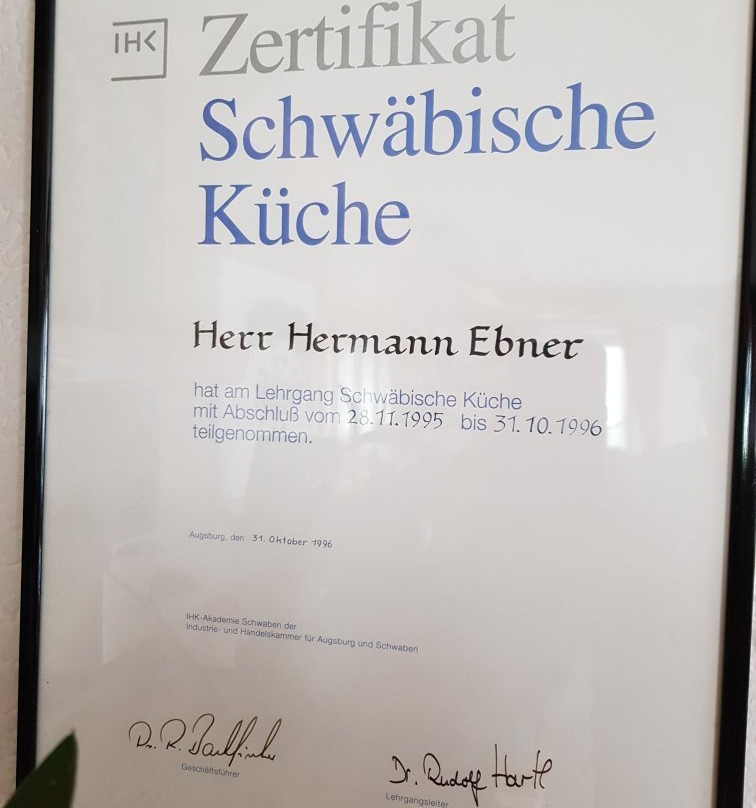 IHK
Zertifikat
Schwäbische
Küche
Herr Hermann Ebner
hat am Lehrgang Schwäbische Küche
mit Abschluß vom 28.11.1995 bis 31.10.1996
teilgenommen.
Augsburg, den 31. Oktober 1996
IHK-Akademie Schwaben der
Industrie- und Handelskammer für Augsburg und Schwaben
Dr. R.
Geschäftsführer
Dr. Rudolf Hartl
Lehrgangsleiter